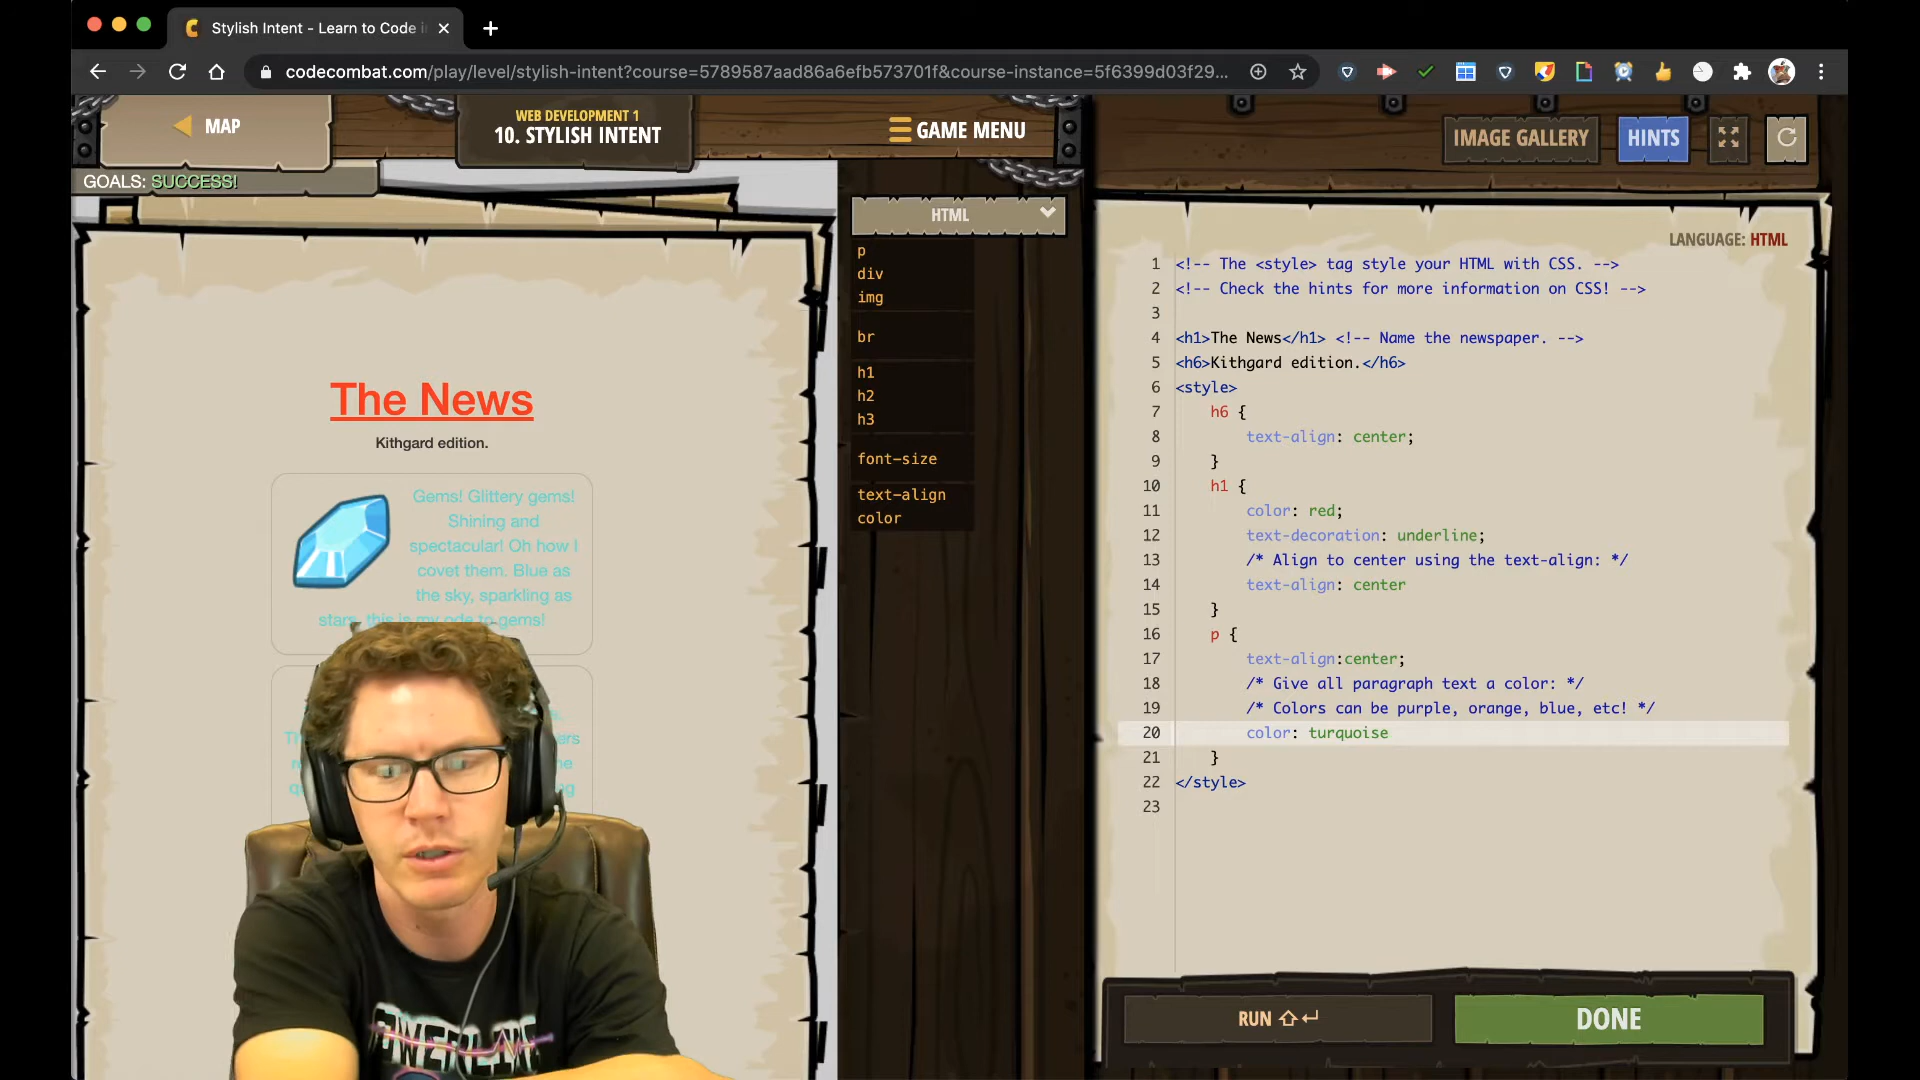 Stylish Intent - Learn to Code i
codecombat.com/play/level/stylish-intent?course=5789587aad86a6efb573701f&course-instance=5f6399d03f29...
MAP
WEB DEVELOPMENT 1
10. STYLISH INTENT
GAME MENU
IMAGE GALLERY
HINTS
GOALS: SUCCESS!
The News
Kithgard edition.
Gems! Glittery gems!
Shining and
spectacular! Oh how I
covet them. Blue as
the sky, sparkling as
stars, this is my ode to gems!
HTML
p
div
img
br
h1
h2
h3
font-size
text-align
color
LANGUAGE: HTML
1 <!-- The <style> tag style your HTML with CSS. -->
2 <!-- Check the hints for more information on CSS! -->
3
4 <h1>The News</h1> <!-- Name the newspaper. -->
5 <h6>Kithgard edition.</h6>
6 <style>
7 h6 {
8 text-align: center;
9 }
10 h1 {
11 color: red;
12 text-decoration: underline;
13 /* Align to center using the text-align: */
14 text-align: center
15 }
16 p {
17 text-align:center;
18 /* Give all paragraph text a color: */
19 /* Colors can be purple, orange, blue, etc! */
20 color: turquoise
21 }
22 </style>
23
RUN
DONE